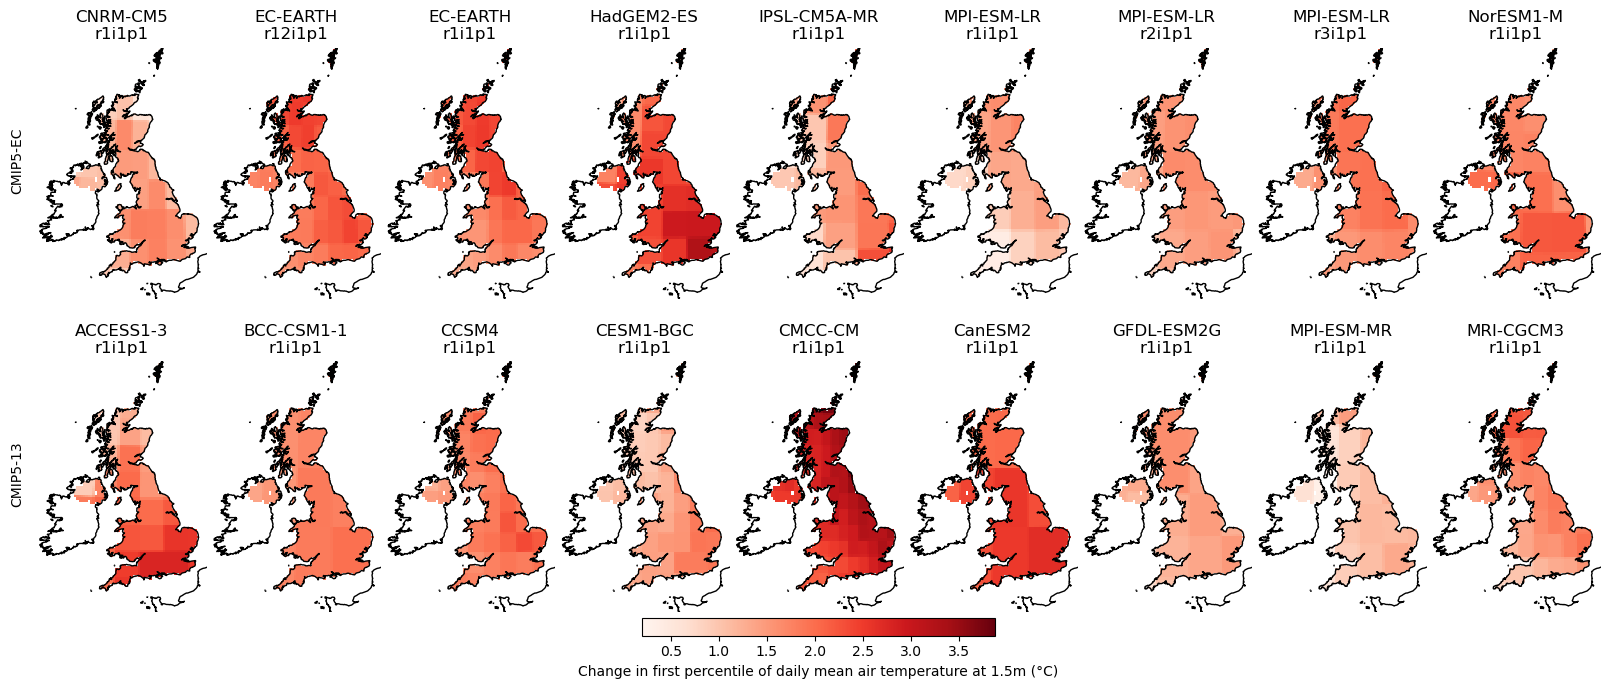 CNRM-CM5 EC-EARTH EC-EARTH HadGEM2-ES IPSL-CM5A-MR MPI-ESM-LR MPI-ESM-LR MPI-ESM-LR NorESM1-M
r1i1p1 r12i1p1 r1i1p1 r1i1p1 r1i1p1 r1i1p1 r2i1p1 r3i1p1 r1i1p1
CMIP5-EC
ACCESS1-3 BCC-CSM1-1 CCSM4 CESM1-BGC CMCC-CM CanESM2 GFDL-ESM2G MPI-ESM-MR MRI-CGCM3
r1i1p1 r1i1p1 r1i1p1 r1i1p1 r1i1p1 r1i1p1 r1i1p1 r1i1p1 r1i1p1
CMIP5-13
0.5 1.0 1.5 2.0 2.5 3.0 3.5
Change in first percentile of daily mean air temperature at 1.5m (°C)